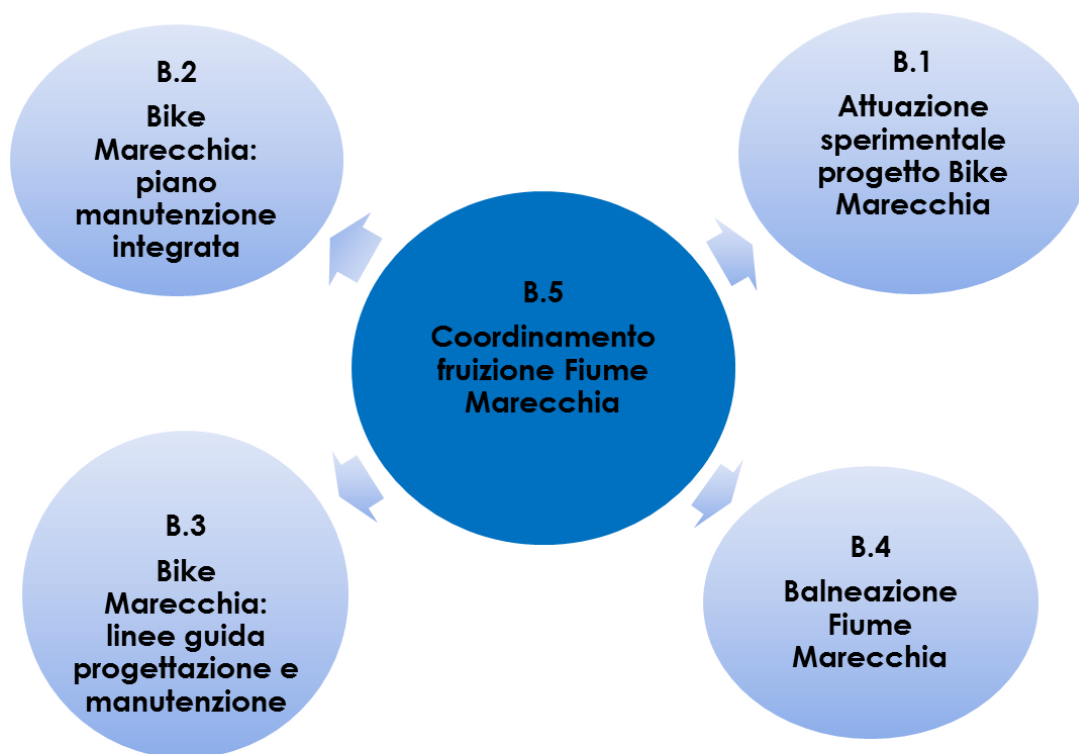 B.2
Bike
Marecchia:
piano
manutenzione
integrata
B.1
Attuazione
sperimentale
progetto Bike
Marecchia
B.5
Coordinamento
fruizione Fiume
Marecchia
B.3
Bike
Marecchia:
linee guida
progettazione e
manutenzione
B.4
Balneazione
Fiume
Marecchia